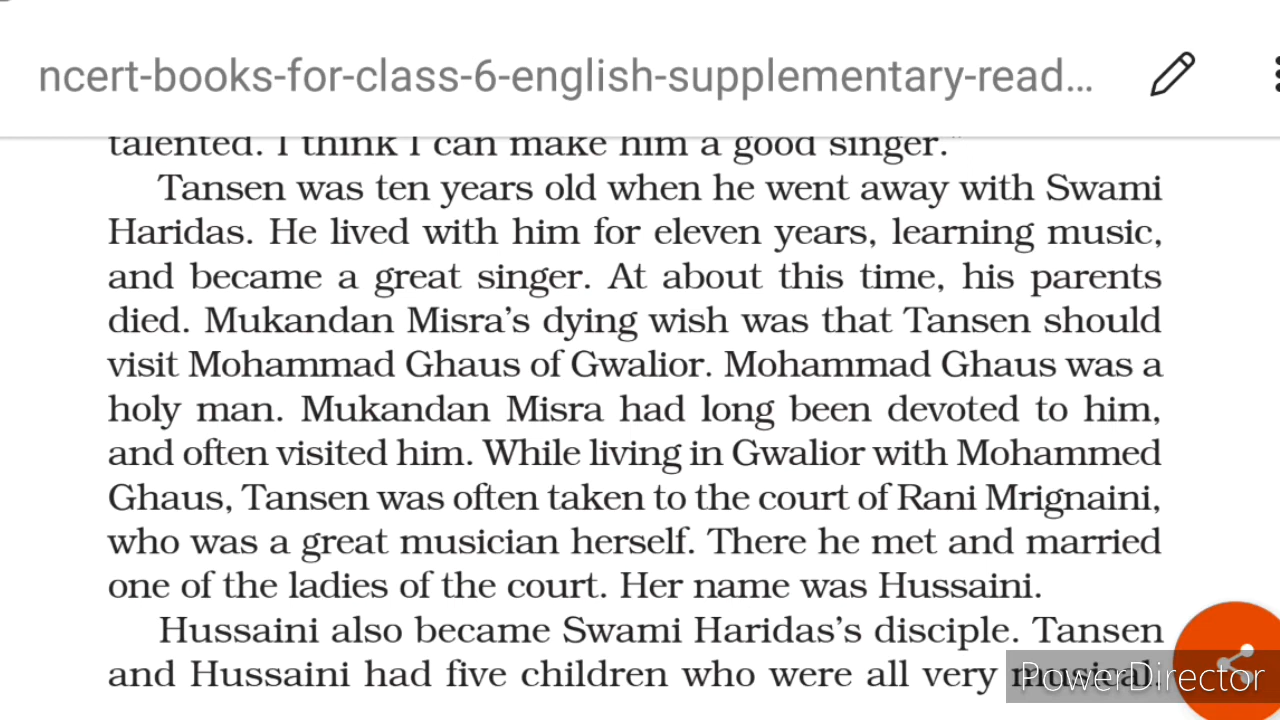 ncert-books-for-class-6-english-supplementary-read...
talented. I think I can make him a good singer."
Tansen was ten years old when he went away with Swami
Haridas. He lived with him for eleven years, learning music,
and became a great singer. At about this time, his parents
died. Mukandan Misra's dying wish was that Tansen should
visit Mohammad Ghaus of Gwalior. Mohammad Ghaus was a
holy man. Mukandan Misra had long been devoted to him,
and often visited him. While living in Gwalior with Mohammed
Ghaus, Tansen was often taken to the court of Rani Mrignaini,
who was a great musician herself. There he met and married
one of the ladies of the court. Her name was Hussaini.
Hussaini also became Swami Haridas's disciple. Tansen
and Hussaini had five children who were all very musical.
PowerDirector